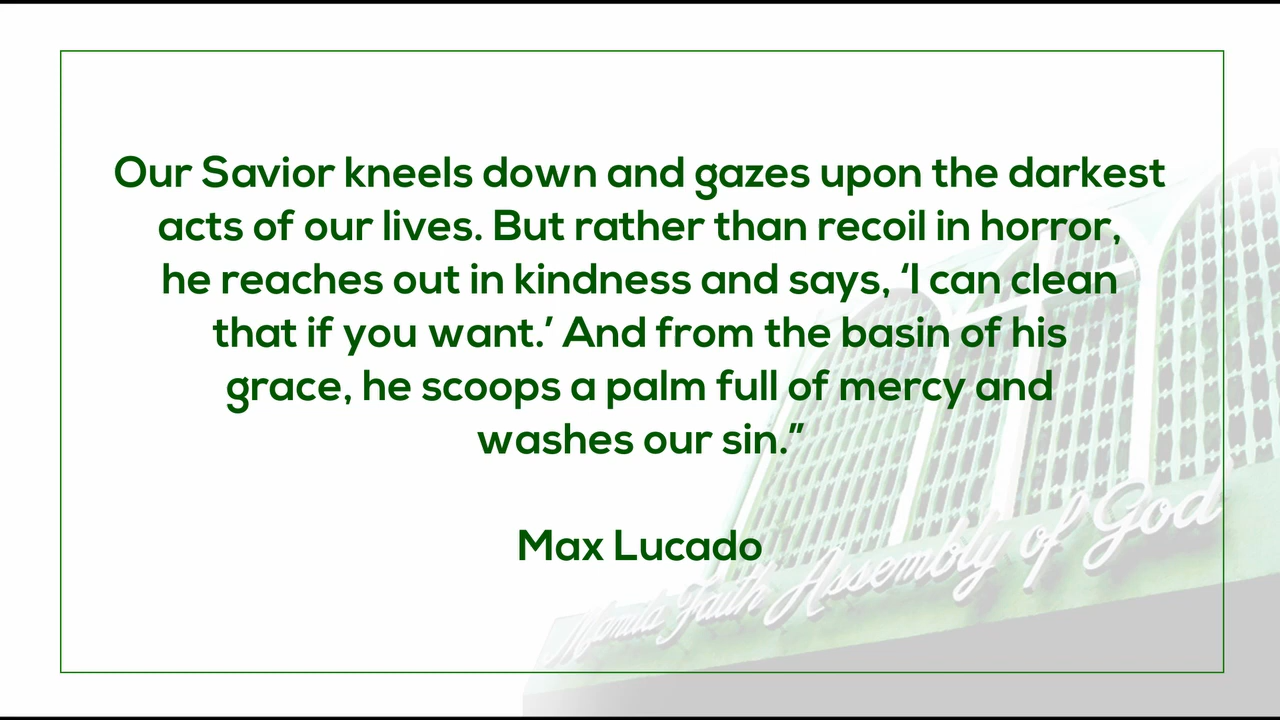 Our Savior kneels down and gazes upon the darkest
acts of our lives. But rather than recoil in horror,
he reaches out in kindness and says, ‘I can clean
that if you want.’ And from the basin of his
grace, he scoops a palm full of mercy and
washes our sin.”
Max Lucado
Manila Faith Assembly of God